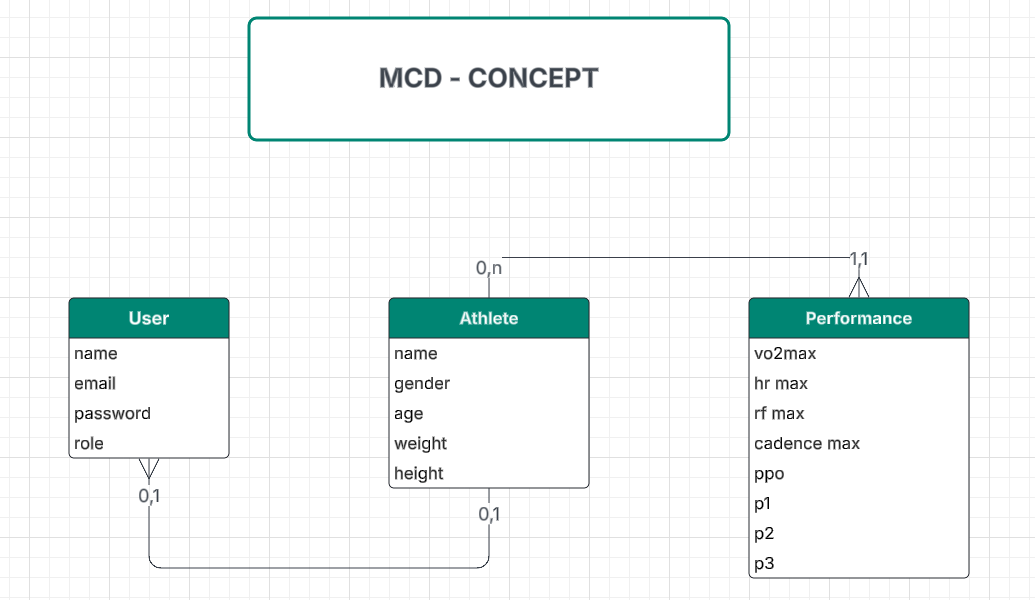 MCD - CONCEPT
0,n
1,1
User
name
email
password
role
0,1
Athlete
name
gender
age
weight
height
0,1
Performance
vo2max
hr max
rf max
cadence max
ppo
p1
p2
p3